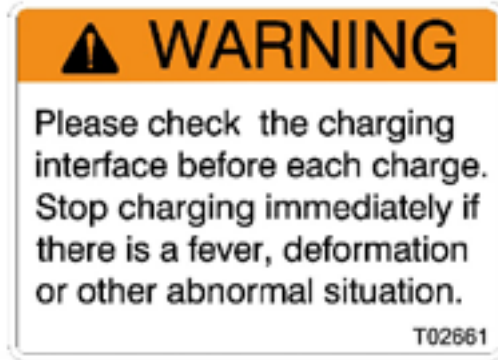 WARNING
Please check the charging
interface before each charge.
Stop charging immediately if
there is a fever, deformation
or other abnormal situation.
T02661